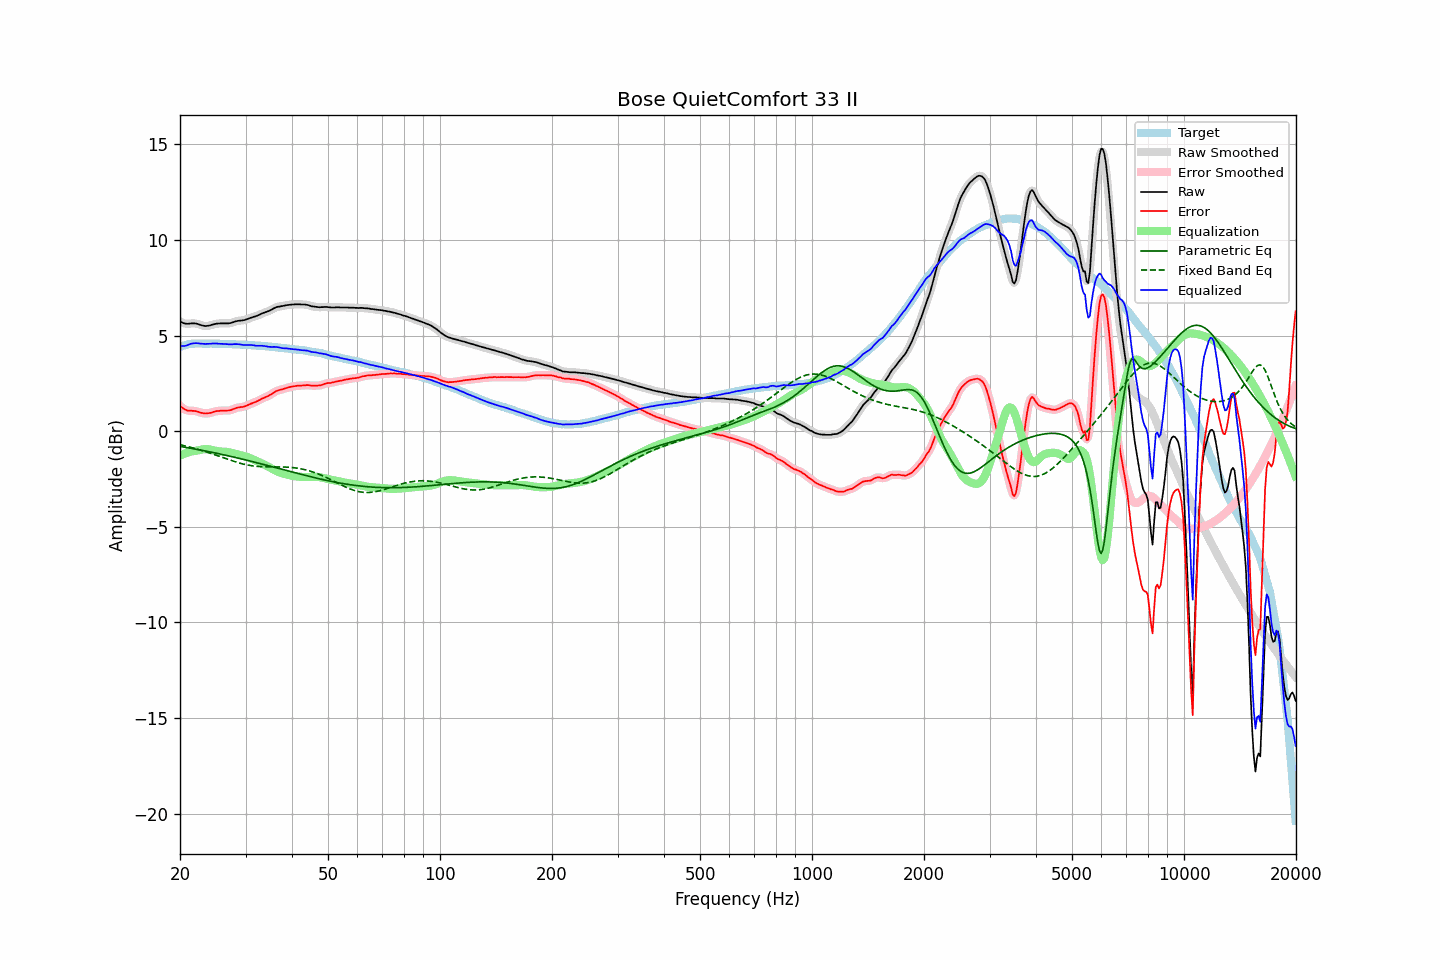 Bose QuietComfort 33 II
Target
Raw Smoothed
Error Smoothed
Raw
Error
Equalization
Parametric Eq
Fixed Band Eq
Equalized
Amplitude (dBr)
15
10
5
0
−5
−10
−15
−20
20 50 100 200 500 1000 2000 5000 10000 20000
Frequency (Hz)